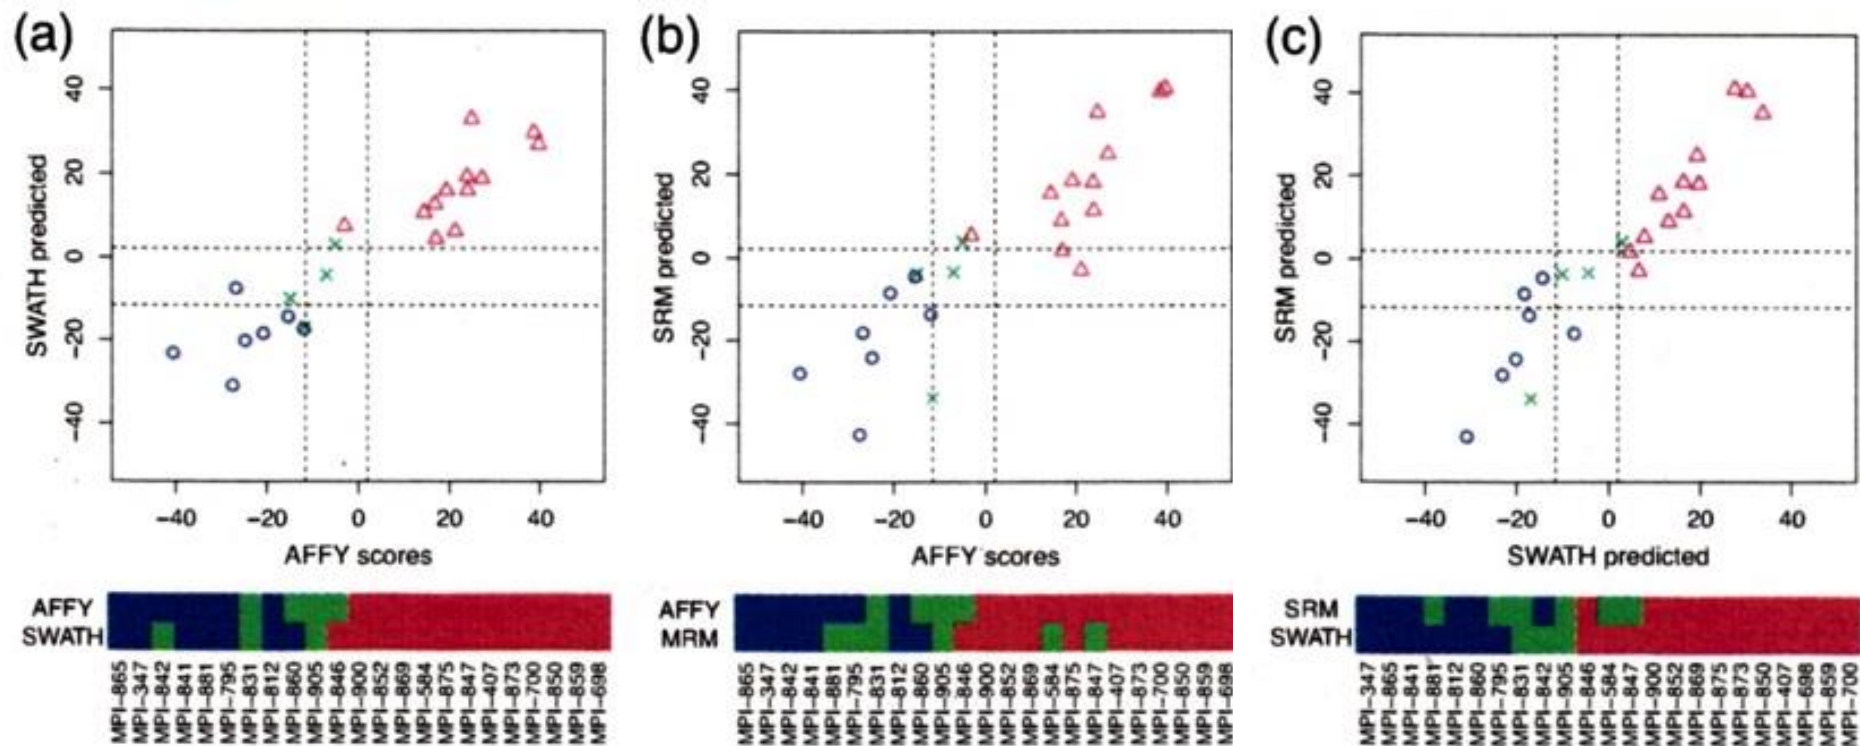 (a)
SWATH predicted
40
20
0
−20
−40
−40 −20 0 20 40
AFFY scores
AFFY
SWATH
MPI−865
MPI−347
MPI−842
MPI−841
MPI−881
MPI−795
MPI−831
MPI−812
MPI−860
MPI−905
MPI−846
MPI−900
MPI−852
MPI−869
MPI−584
MPI−875
MPI−847
MPI−407
MPI−873
MPI−700
MPI−850
MPI−859
MPI−698
(b)
SRM predicted
40
20
0
−20
−40
−40 −20 0 20 40
AFFY scores
AFFY
MRM
MPI−865
MPI−347
MPI−842
MPI−841
MPI−881
MPI−795
MPI−831
MPI−812
MPI−860
MPI−905
MPI−846
MPI−900
MPI−852
MPI−869
MPI−584
MPI−875
MPI−847
MPI−407
MPI−873
MPI−700
MPI−850
MPI−859
MPI−698
(c)
SRM predicted
40
20
0
−20
−40
−40 −20 0 20 40
SWATH predicted
SRM
SWATH
MPI−347
MPI−865
MPI−841
MPI−881
MPI−812
MPI−860
MPI−795
MPI−831
MPI−842
MPI−905
MPI−846
MPI−584
MPI−847
MPI−900
MPI−852
MPI−869
MPI−875
MPI−873
MPI−850
MPI−407
MPI−698
MPI−859
MPI−700